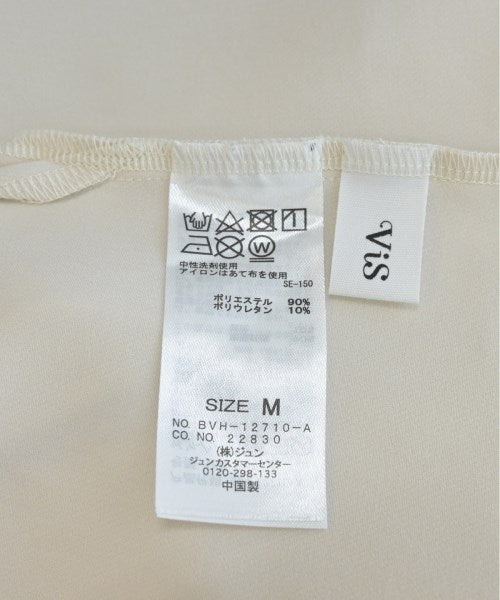 中性洗剤使用
アイロンはあて布を使用
SE-150
ポリエステル 90%
ポリウレタン 10%
SIZE M
NO. BVH-12710-A
CO. NO. 22830
(株)ジュン
ジュンカスタマーセンター
0120-298-133
中国製
ViS